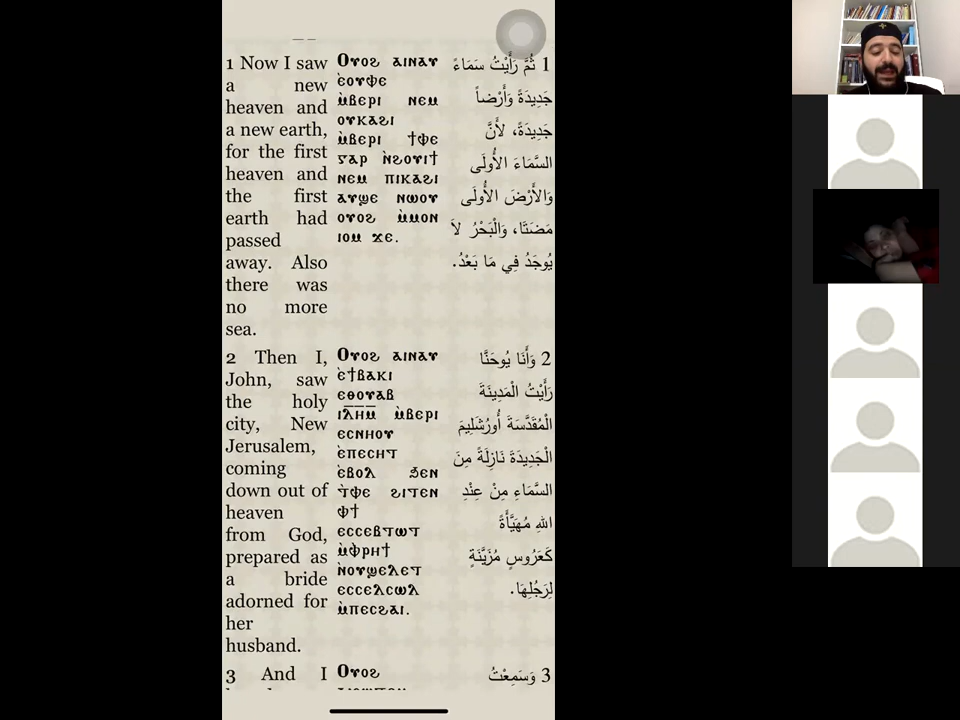 1 Now I saw
a new
heaven and
a new earth,
for the first
heaven and
the first
earth had
passed
away. Also
there was
no more
sea.
Ⲟⲩⲟϩ ⲁⲓⲛⲁⲩ
ⲉ̀ⲟⲩⲫⲉ
ⲙ̀ⲃⲉⲣⲓ ⲛⲉⲙ
ⲟⲩⲕⲁϩⲓ
ⲙ̀ⲃⲉⲣⲓ ϯⲫⲉ
ⲅⲁⲣ ⲛ̀ϩⲟⲩⲓϯ
ⲛⲉⲙ ⲡⲓⲕⲁϩⲓ
ⲁⲩϣⲉ ⲛⲱⲟⲩ
ⲟⲩⲟϩ ⲙ̀ⲙⲟⲛ
ⲓⲟⲙ ϫⲉ.
1 ثُمَّ رَأَيْتُ سَمَاءً
جَدِيدَةً وَأَرْضاً
جَدِيدَةً، لأَنَّ
السَّمَاءَ الأُولَى
وَالأَرْضَ الأُولَى
مَضَتَا، وَالْبَحْرُ لاَ
يُوجَدُ فِي مَا بَعْدُ.
2 Then I,
John, saw
the holy
city, New
Jerusalem,
coming
down out of
heaven
from God,
prepared as
a bride
adorned for
her
husband.
Ⲟⲩⲟϩ ⲁⲓⲛⲁⲩ
ⲉ̀ϯⲃⲁⲕⲓ
ⲉⲑⲟⲩⲁⲃ
ⲓ̅ⲗ̅ⲏ̅ⲙ̅ ⲙ̀ⲃⲉⲣⲓ
ⲉⲥⲛⲏⲟⲩ
ⲉ̀ⲡⲉⲥⲏⲧ
ⲉ̀ⲃⲟⲗ ϧⲉⲛ
ⲧ̀ⲫⲉ ϩⲓⲧⲉⲛ
Ⲫϯ
ⲉⲥⲥⲉⲃⲧⲱⲧ
ⲙ̀ⲫⲣⲏϯ
ⲛ̀ⲟⲩϣⲉⲗⲉⲧ
ⲉⲥⲥⲉⲗⲥⲱⲗ
ⲙ̀ⲡⲉⲥϩⲁⲓ.
2 وَأَنَا يُوحَنَّا
رَأَيْتُ الْمَدِينَةَ
الْمُقَدَّسَةَ أُورُشَلِيمَ
الْجَدِيدَةَ نَازِلَةً مِنَ
السَّمَاءِ مِنْ عِنْدِ
اللهِ مُهَيَّأَةً
كَعَرُوسٍ مُزَيَّنَةٍ
لِرَجُلِهَا.
3 And I
Ⲟⲩⲟϩ
3 وَسَمِعْتُ